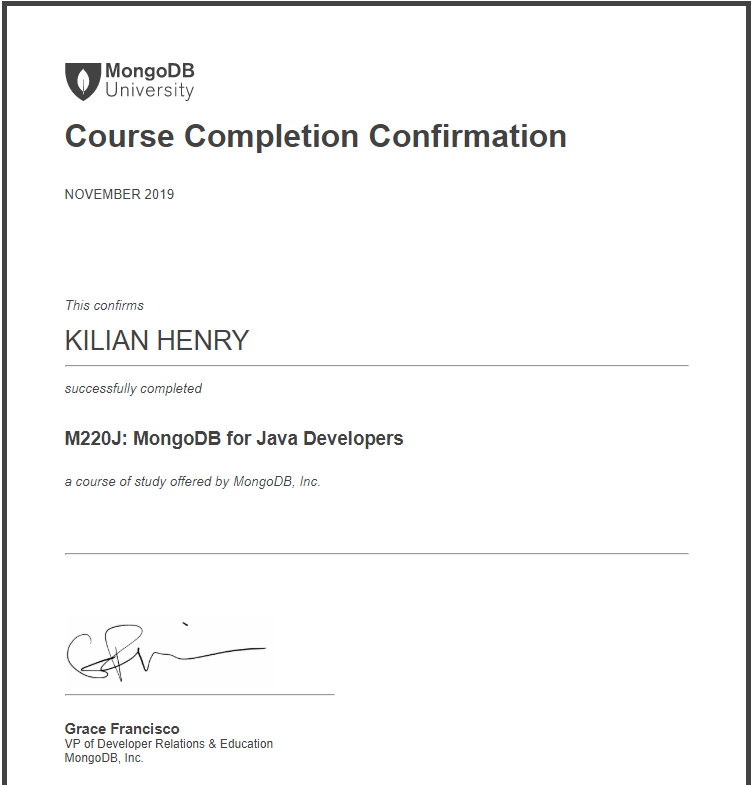 MongoDB
University
Course Completion Confirmation
NOVEMBER 2019
This confirms
KILIAN HENRY
successfully completed
M220J: MongoDB for Java Developers
a course of study offered by MongoDB, Inc.
Grace Francisco
VP of Developer Relations & Education
MongoDB, Inc.